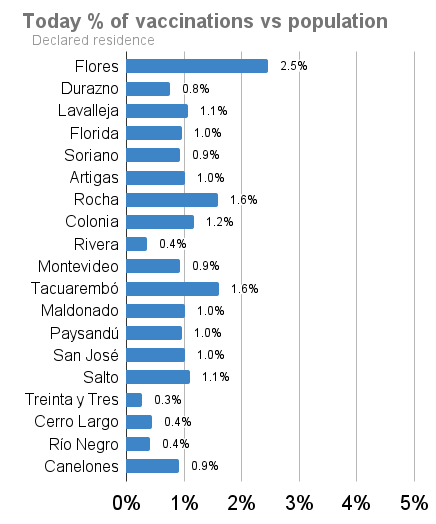 Today % of vaccinations vs population
Declared residence
Flores 2.5%
Durazno 0.8%
Lavalleja 1.1%
Florida 1.0%
Soriano 0.9%
Artigas 1.0%
Rocha 1.6%
Colonia 1.2%
Rivera 0.4%
Montevideo 0.9%
Tacuarembó 1.6%
Maldonado 1.0%
Paysandú 1.0%
San José 1.0%
Salto 1.1%
Treinta y Tres 0.3%
Cerro Largo 0.4%
Río Negro 0.4%
Canelones 0.9%
0% 1% 2% 3% 4% 5%